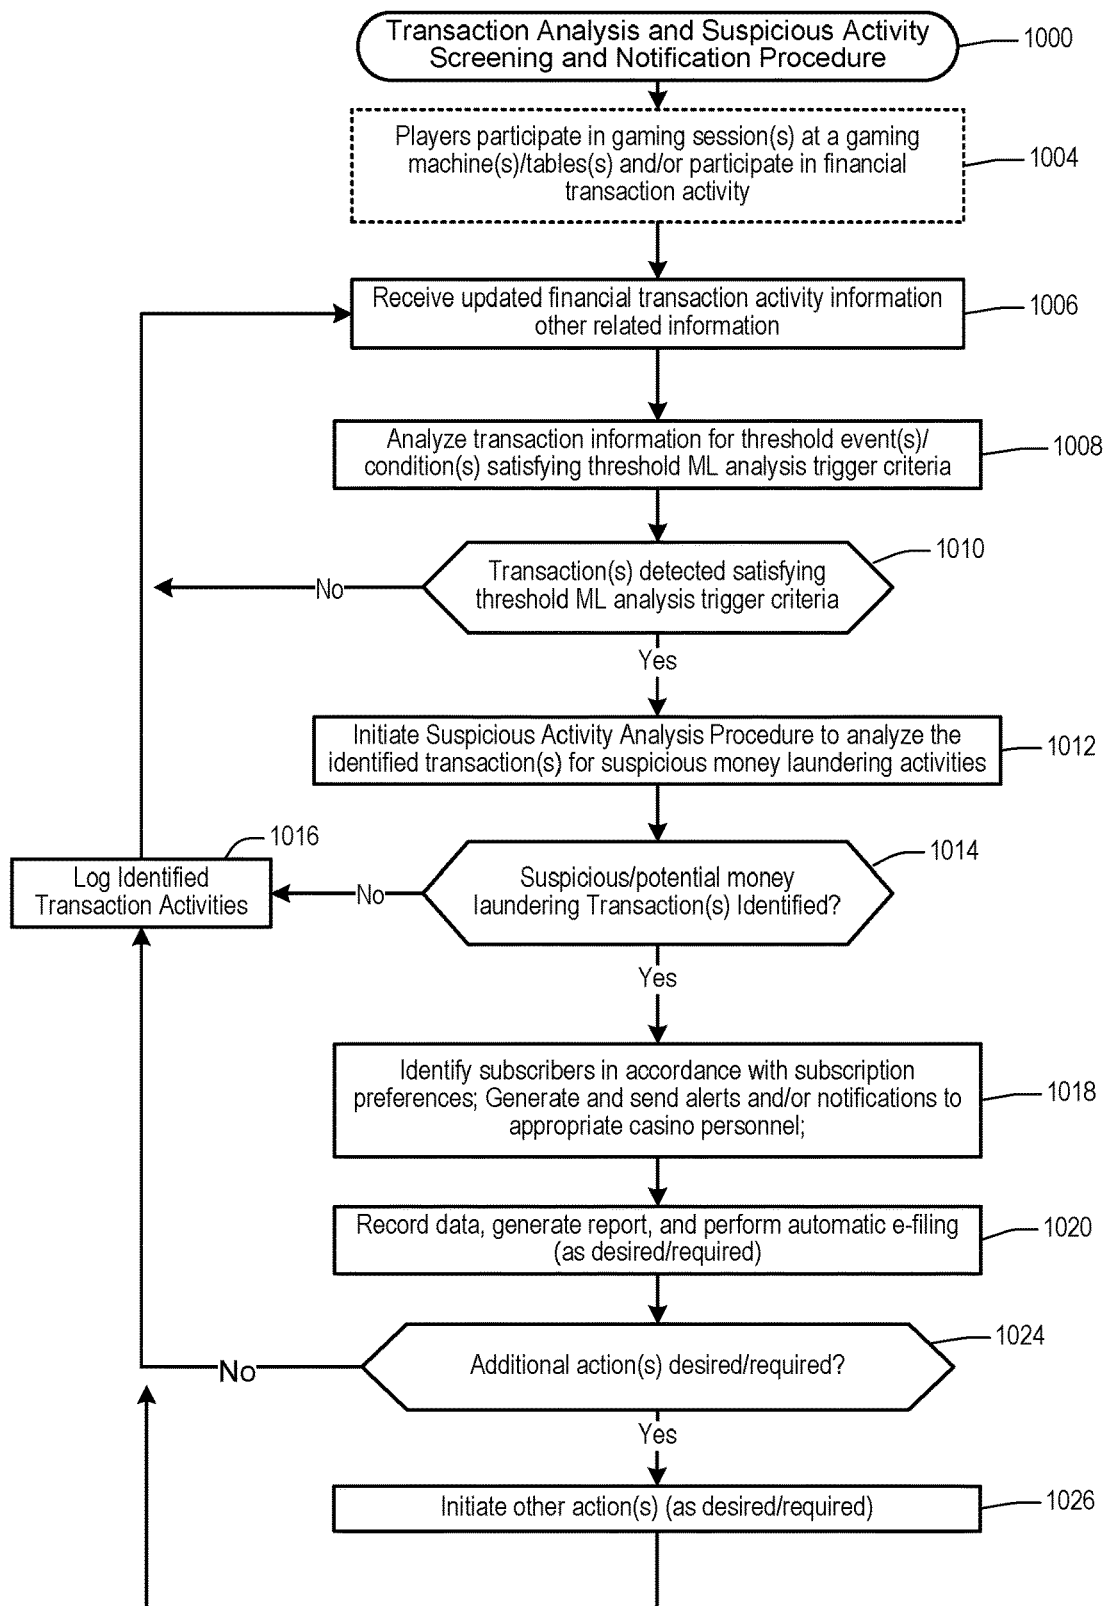 Transaction Analysis and Suspicious Activity
Screening and Notification Procedure
1000
Players participate in gaming session(s) at a gaming
machine(s)/tables(s) and/or participate in financial
transaction activity
1004
Receive updated financial transaction activity information
other related information
1006
Analyze transaction information for threshold event(s)/
condition(s) satisfying threshold ML analysis trigger criteria
1008
Transaction(s) detected satisfying
threshold ML analysis trigger criteria
1010
No
Yes
Initiate Suspicious Activity Analysis Procedure to analyze the
identified transaction(s) for suspicious money laundering activities
1012
Suspicious/potential money
laundering Transaction(s) Identified?
1014
No
Log Identified
Transaction Activities
1016
Yes
Identify subscribers in accordance with subscription
preferences; Generate and send alerts and/or notifications to
appropriate casino personnel;
1018
Record data, generate report, and perform automatic e-filing
(as desired/required)
1020
Additional action(s) desired/required?
1024
No
Yes
Initiate other action(s) (as desired/required)
1026